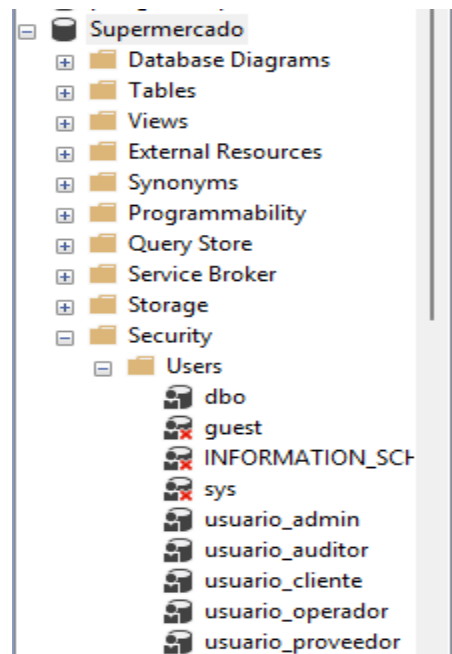 Supermercado
Database Diagrams
Tables
Views
External Resources
Synonyms
Programmability
Query Store
Service Broker
Storage
Security
Users
dbo
guest
INFORMATION_SCH
sys
usuario_admin
usuario_auditor
usuario_cliente
usuario_operador
usuario_proveedor